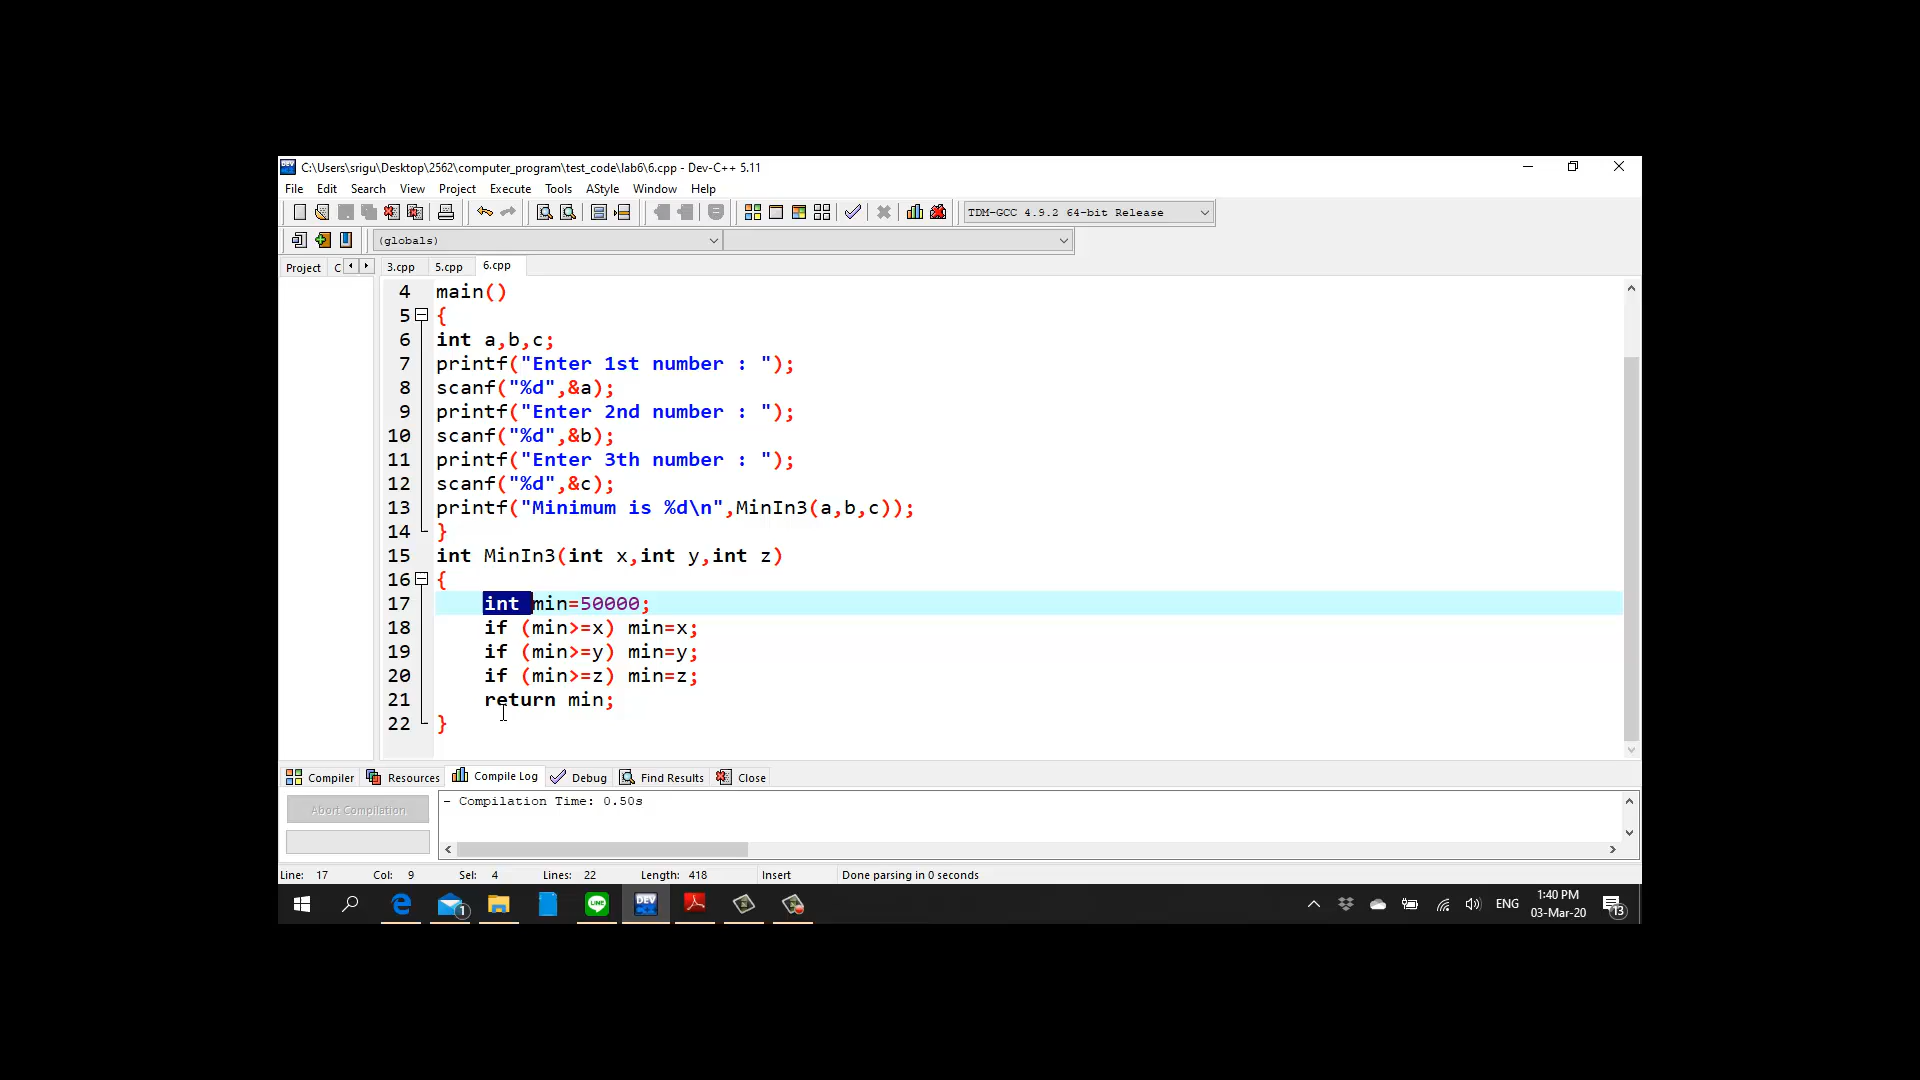 C:\Users\srigu\Desktop\2562\computer_program\test_code\lab6\6.cpp - Dev-C++ 5.11
File Edit Search View Project Execute Tools AStyle Window Help
TDM-GCC 4.9.2 64-bit Release
(globals)
Project C 3.cpp 5.cpp 6.cpp
4 main()
5 {
6 int a,b,c;
7 printf("Enter 1st number : ");
8 scanf("%d",&a);
9 printf("Enter 2nd number : ");
10 scanf("%d",&b);
11 printf("Enter 3th number : ");
12 scanf("%d",&c);
13 printf("Minimum is %d\n",MinIn3(a,b,c));
14 }
15 int MinIn3(int x,int y,int z)
16 {
17 int min=50000;
18 if (min>=x) min=x;
19 if (min>=y) min=y;
20 if (min>=z) min=z;
21 return min;
22 }
Compiler Resources Compile Log Debug Find Results Close
Abort Compilation
- Compilation Time: 0.50s
Line: 17 Col: 9 Sel: 4 Lines: 22 Length: 418 Insert Done parsing in 0 seconds
1 LINE DEV ENG 1:40 PM
03-Mar-20 13